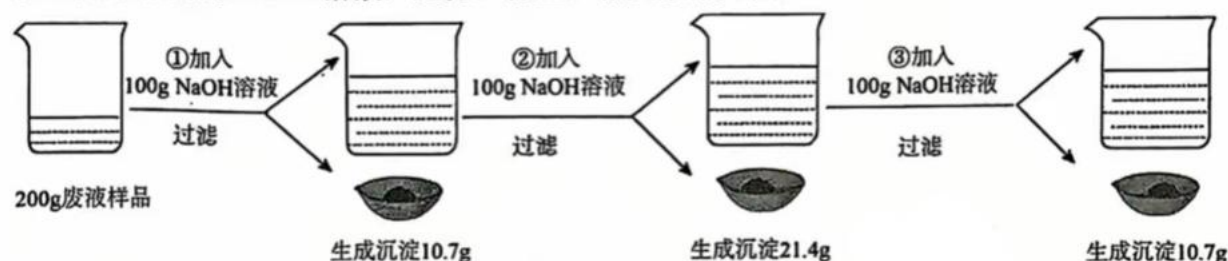 ①加入
100g NaOH溶液
过滤
②加入
100g NaOH溶液
过滤
③加入
100g NaOH溶液
过滤
200g废液样品
生成沉淀10.7g
生成沉淀21.4g
生成沉淀10.7g